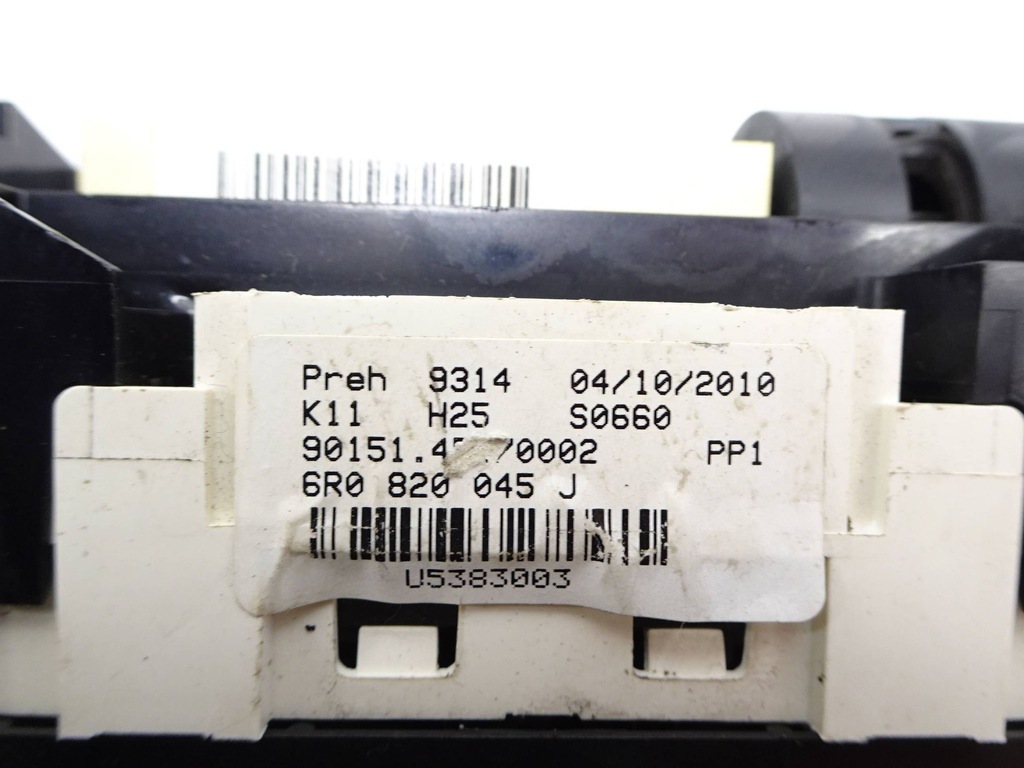 Preh 9314 04/10/2010
K11 H25 S0660
PP1
6R0 820 045 J
U5383003